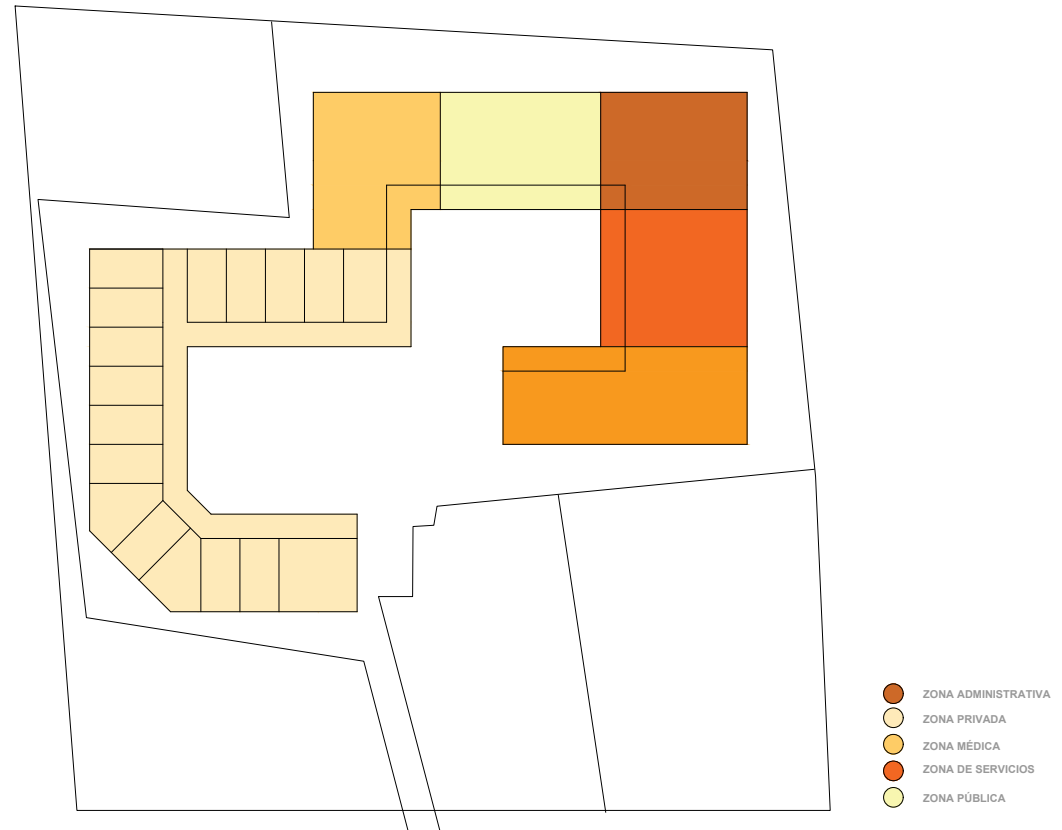 ZONA ADMINISTRATIVA
ZONA PRIVADA
ZONA MÉDICA
ZONA DE SERVICIOS
ZONA PÚBLICA